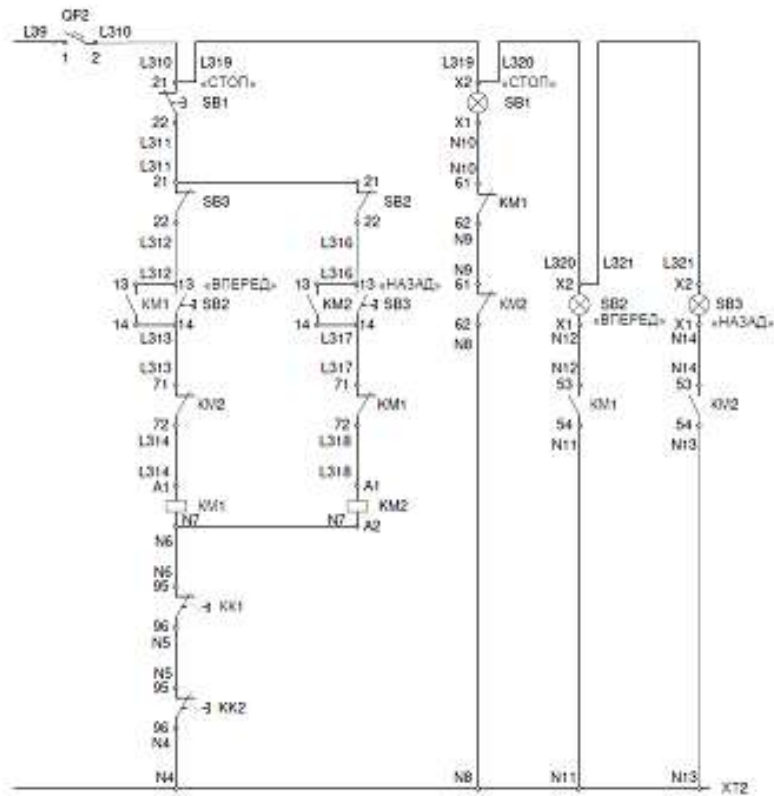 QF2
L39 L310
1 2
L310 L319 L319 L320
21 «СТОП» X2 «СТОП»
SB1 SB1
22 X1
L311 N10
L311 N10
21 21 61
SB3 SB2 KM1
22 22 62
L312 L316 N9
L312 L316 N9 L320 L321 L321
13 13 «ВПЕРЕД» 13 13 «НАЗАД» 61 X2 X2
KM1 SB2 KM2 SB3 KM2 SB2 SB3
14 14 14 14 62 X1 «ВПЕРЕД» X1 «НАЗАД»
L313 L317 N8 N12 N14
L313 L317 N12 N14
71 71 53 53
KM2 KM1 KM1 KM2
72 72 54 54
L314 L318 N11 N13
L314 L318
A1 A1
KM1 KM2
N7 N7 A2
N6
N6
95
KK1
96
N5
N5
95
KK2
96
N4
N4 N8 N11 N13 XT2